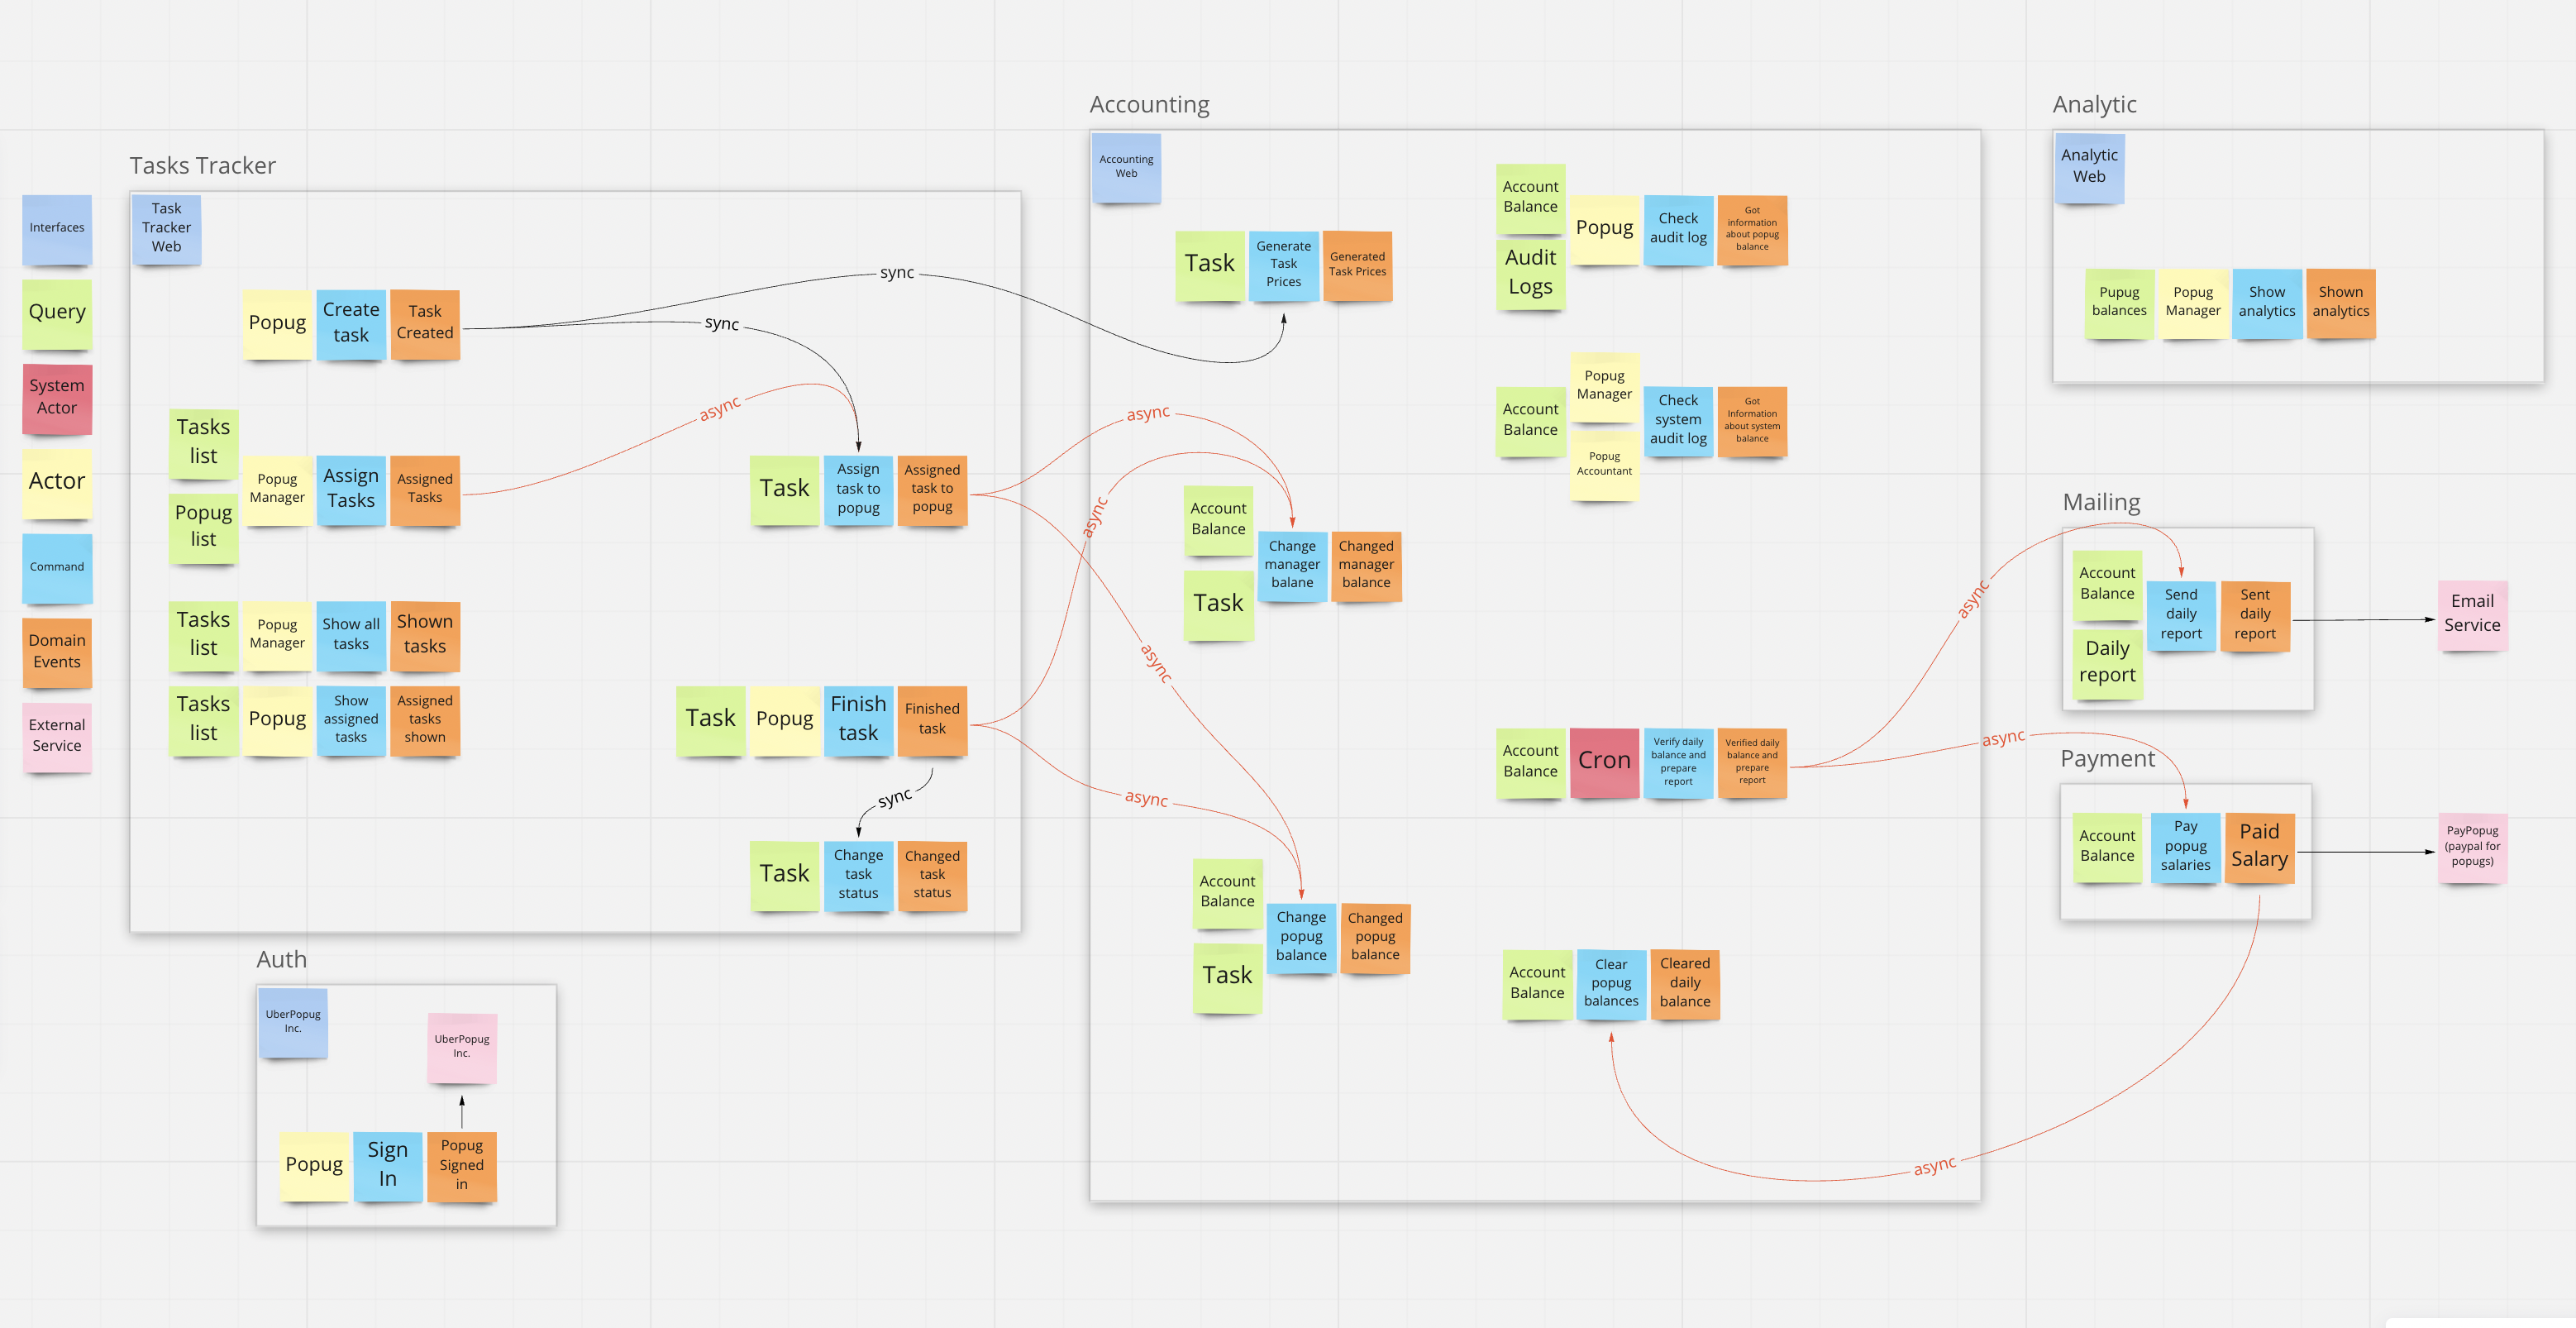 Tasks Tracker
Interfaces
Query
System
Actor
Actor
Command
Domain
Events
External
Service
Task
Tracker
Web
Popug
Create
task
Task
Created
sync
sync
async
Tasks
list
Popug
list
Popug
Manager
Assign
Tasks
Assigned
Tasks
Task
Assign
task to
popug
Assigned
task to
popug
Tasks
list
Popug
Manager
Show all
tasks
Shown
tasks
Tasks
list
Popug
Show
assigned
tasks
Assigned
tasks
shown
Task
Popug
Finish
task
Finished
task
sync
Task
Change
task
status
Changed
task
status
Auth
UberPopug
Inc.
UberPopug
Inc.
Popug
Sign
In
Popug
Signed
in
Accounting
Accounting
Web
Task
Generate
Task
Prices
Generated
Task Prices
async
async
async
async
Account
Balance
Task
Change
manager
balane
Changed
manager
balance
Account
Balance
Task
Change
popug
balance
Changed
popug
balance
Account
Balance
Audit
Logs
Popug
Check
audit log
Got
information
about popug
balance
Account
Balance
Popug
Manager
Popug
Accountant
Check
system
audit log
Got
Information
about system
balance
Account
Balance
Cron
Verify daily
balance and
prepare
report
Verified daily
balance and
prepare
report
async
async
Account
Balance
Clear
popug
balances
Cleared
daily
balance
async
Analytic
Analytic
Web
Pupug
balances
Popug
Manager
Show
analytics
Shown
analytics
Mailing
Account
Balance
Daily
report
Send
daily
report
Sent
daily
report
Email
Service
Payment
Account
Balance
Pay
popug
salaries
Paid
Salary
PayPopug
(paypal for
popugs)